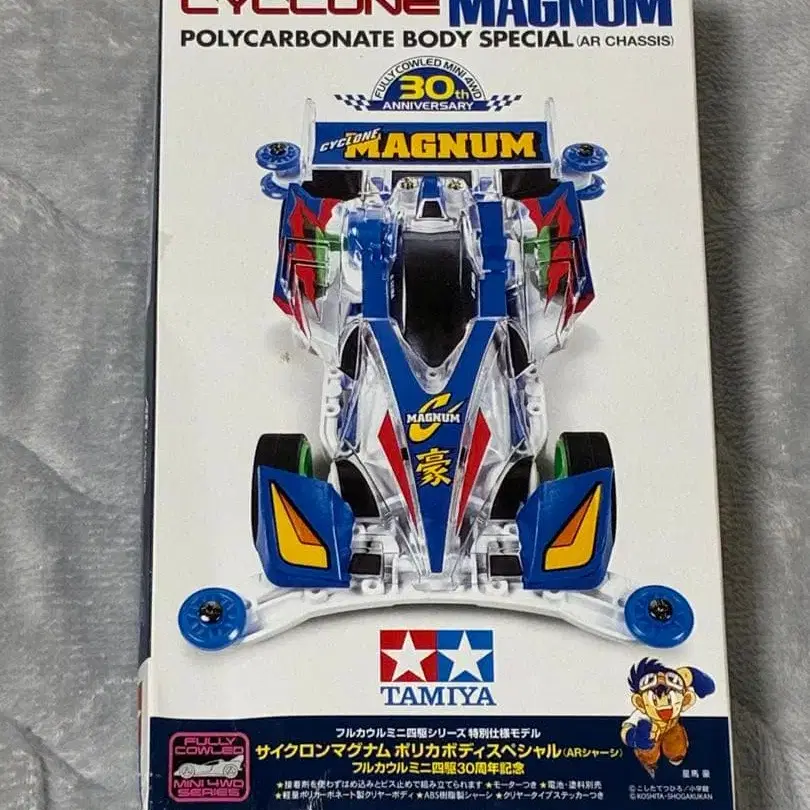 CYCLONE MAGNUM
POLYCARBONATE BODY SPECIAL (AR CHASSIS)
FULLY COWLED MINI 4WD
30th
ANNIVERSARY
CYCLONE MAGNUM
MAGNUM
豪
TAMIYA
フルカウルミニ四駆シリーズ 特別仕様モデル
サイクロンマグナム ポリカボディスペシャル(ARシャーシ)
フルカウルミニ四駆30周年記念
FULLY COWLED
MINI 4WD SERIES
★接着剤を使わずはめ込みとビス止めで組み立てられます ★モーターつき ★電池・塗料別売
★軽量ポリカーボネート製クリヤーボディ ★ABS樹脂製シャーシ ★クリヤータイプステッカーつき
星馬 豪
©こしたてつひろ/小学館
©KOSHITA・SHOGAKUKAN